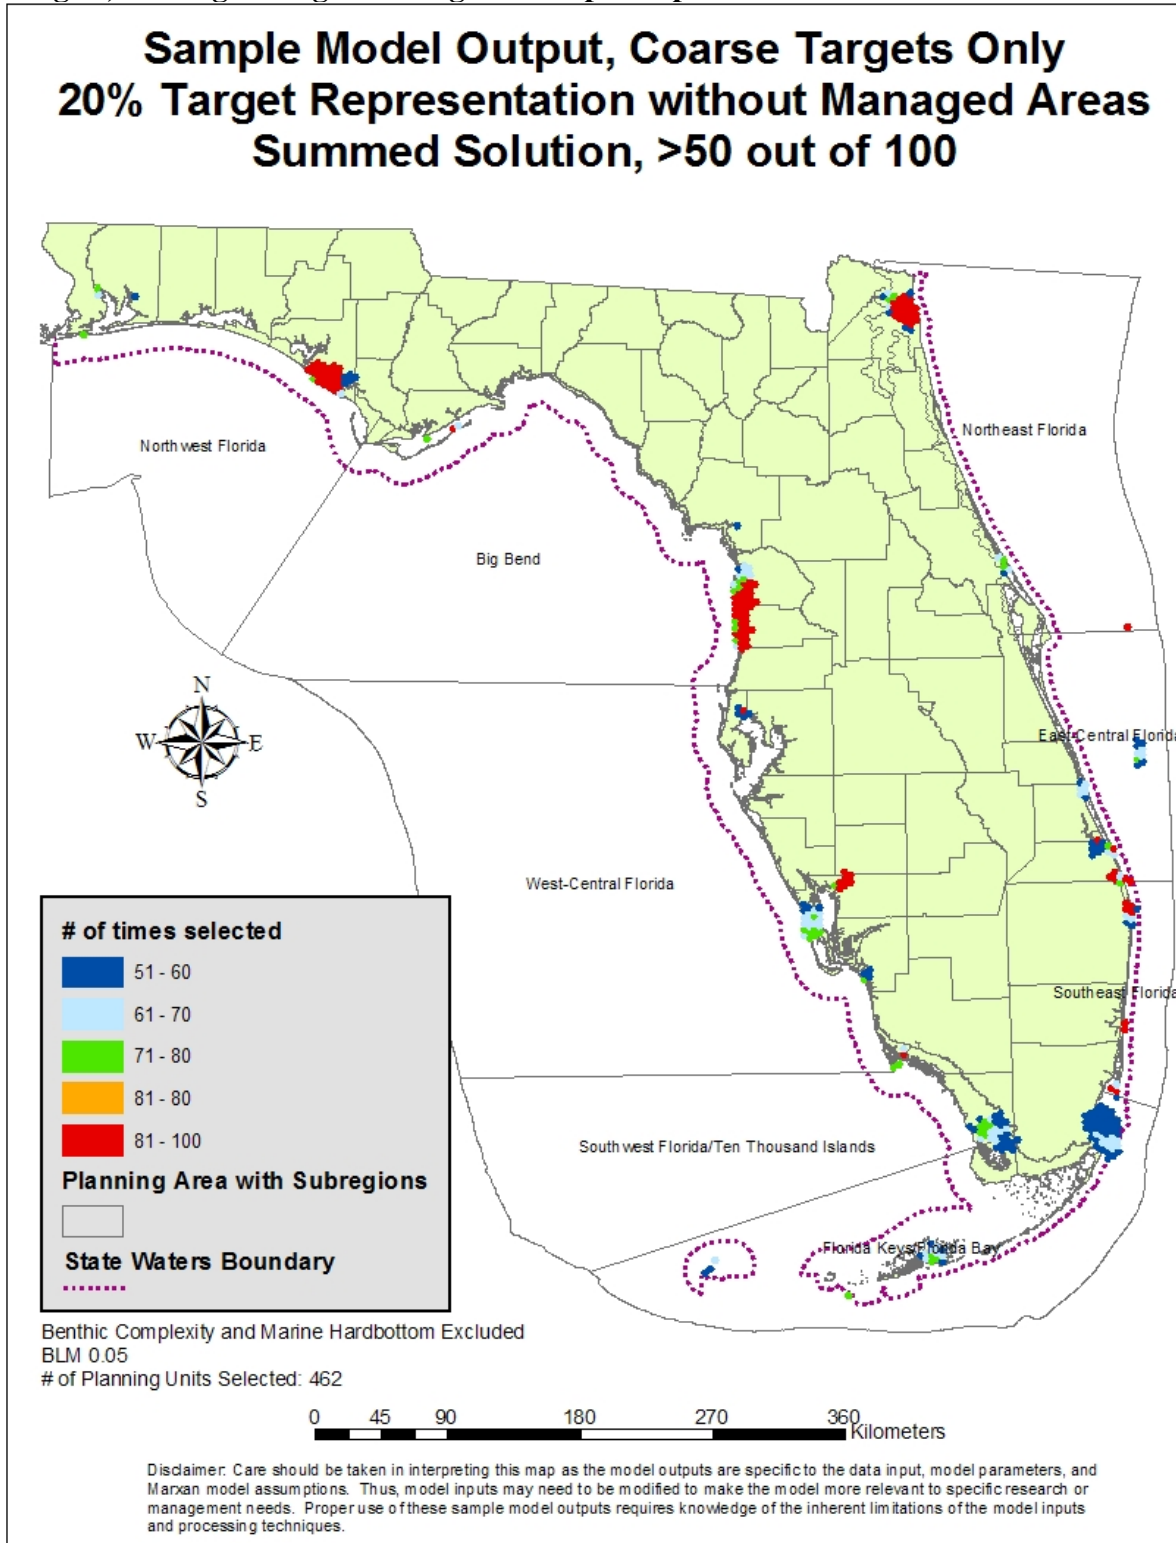 Sample Model Output, Coarse Targets Only
20% Target Representation without Managed Areas
Summed Solution, >50 out of 100
Northwest Florida
Northeast Florida
Big Bend
N
W E
S
East-Central Florida
West-Central Florida
# of times selected
51 - 60
61 - 70
71 - 80
81 - 80
81 - 100
Planning Area with Subregions
State Waters Boundary
Southeast Florida
Southwest Florida/Ten Thousand Islands
Florida Keys/Florida Bay
Benthic Complexity and Marine Hardbottom Excluded
BLM 0.05
# of Planning Units Selected: 462
0 45 90 180 270 360
Kilometers
Disclaimer: Care should be taken in interpreting this map as the model outputs are specific to the data input, model parameters, and
Marxan model assumptions. Thus, model inputs may need to be modified to make the model more relevant to specific research or
management needs. Proper use of these sample model outputs requires knowledge of the inherent limitations of the model inputs
and processing techniques.